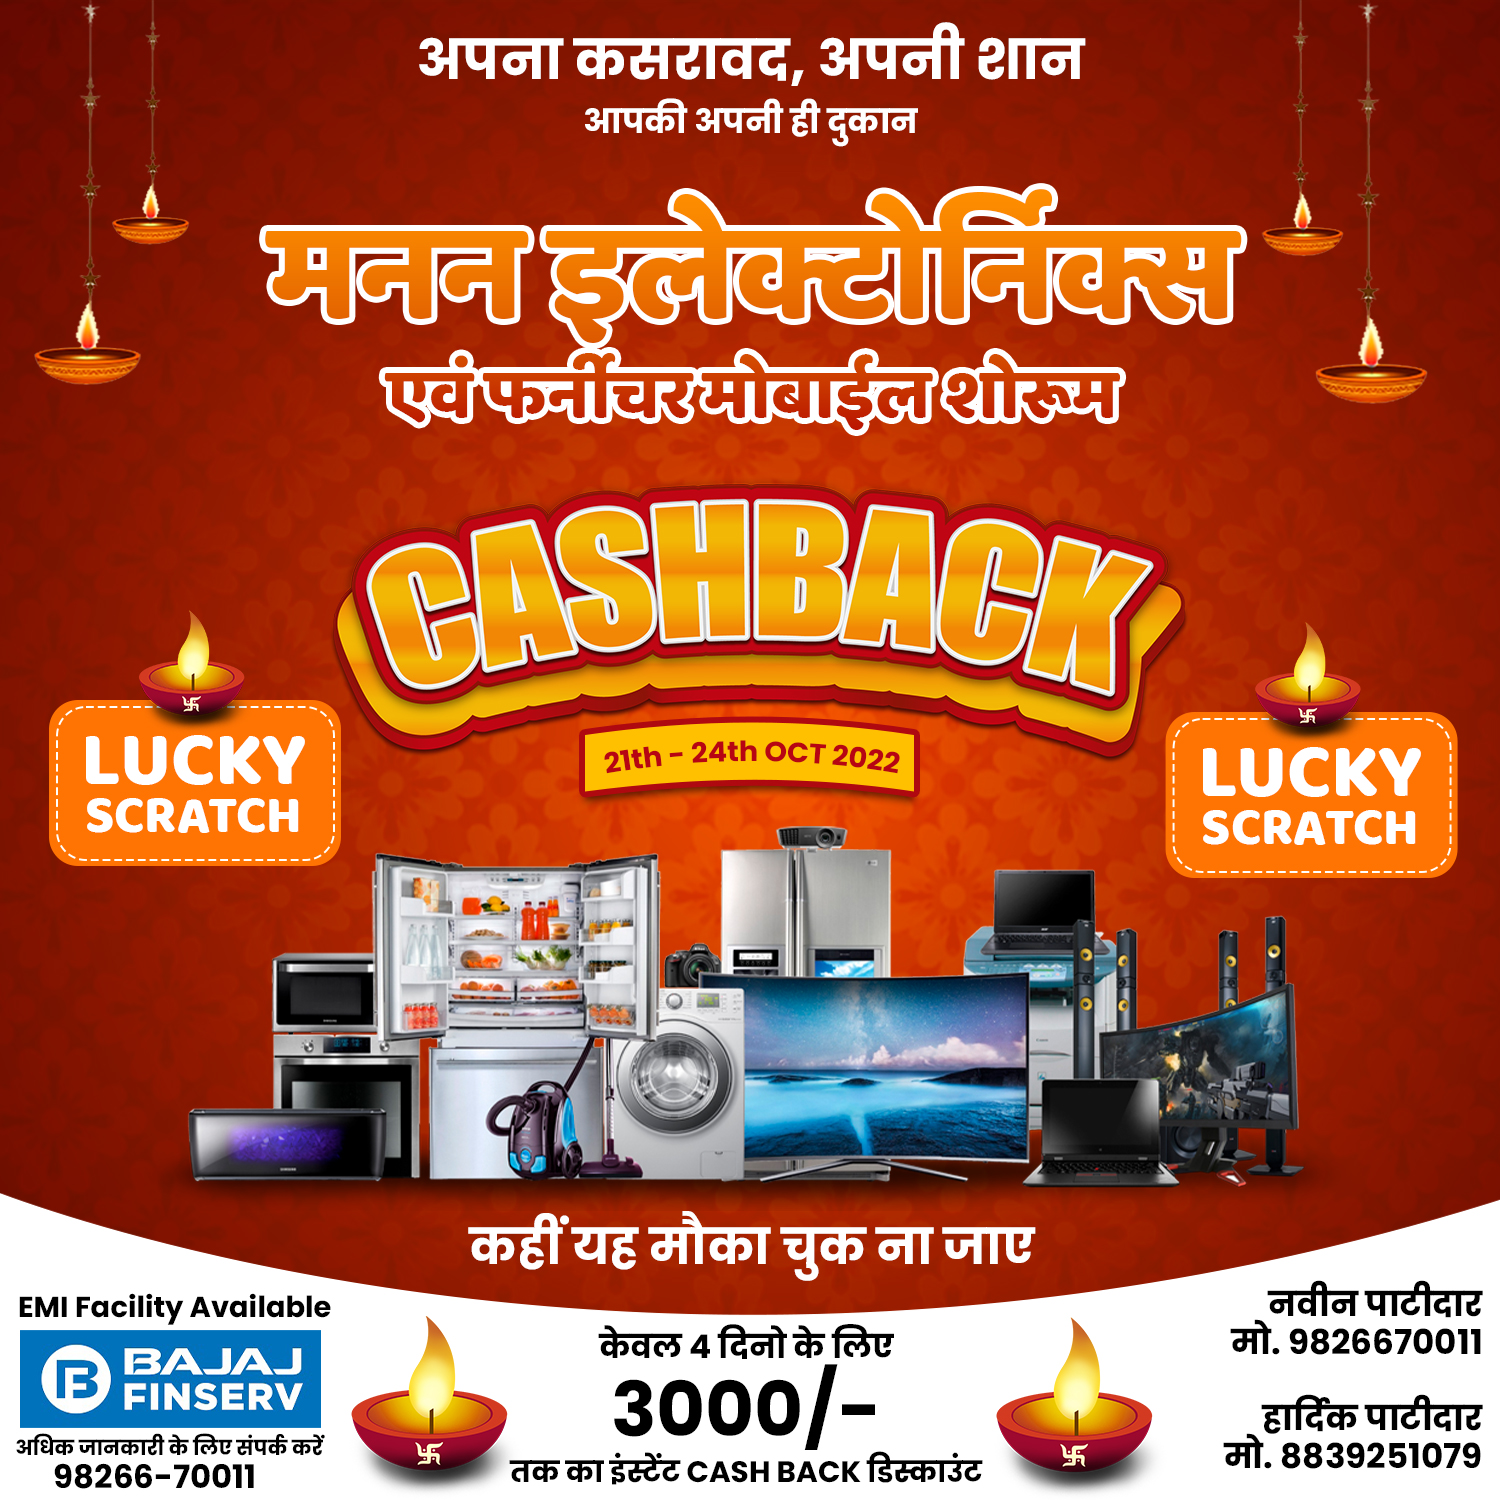 अपना कसरावद, अपनी शान
आपकी अपनी ही दुकान
मनन इलेक्टोर्निक्स
एवं फर्नीचर मोबाईल शोरूम
CASHBACK
21th - 24th OCT 2022
LUCKY
SCRATCH
LUCKY
SCRATCH
कहीं यह मौका चुक ना जाए
EMI Facility Available
BAJAJ
FINSERV
अधिक जानकारी के लिए संपर्क करें
98266-70011
केवल 4 दिनो के लिए
3000/-
तक का इंस्टेंट CASH BACK डिस्काउंट
नवीन पाटीदार
मो. 9826670011
हार्दिक पाटीदार
मो. 8839251079